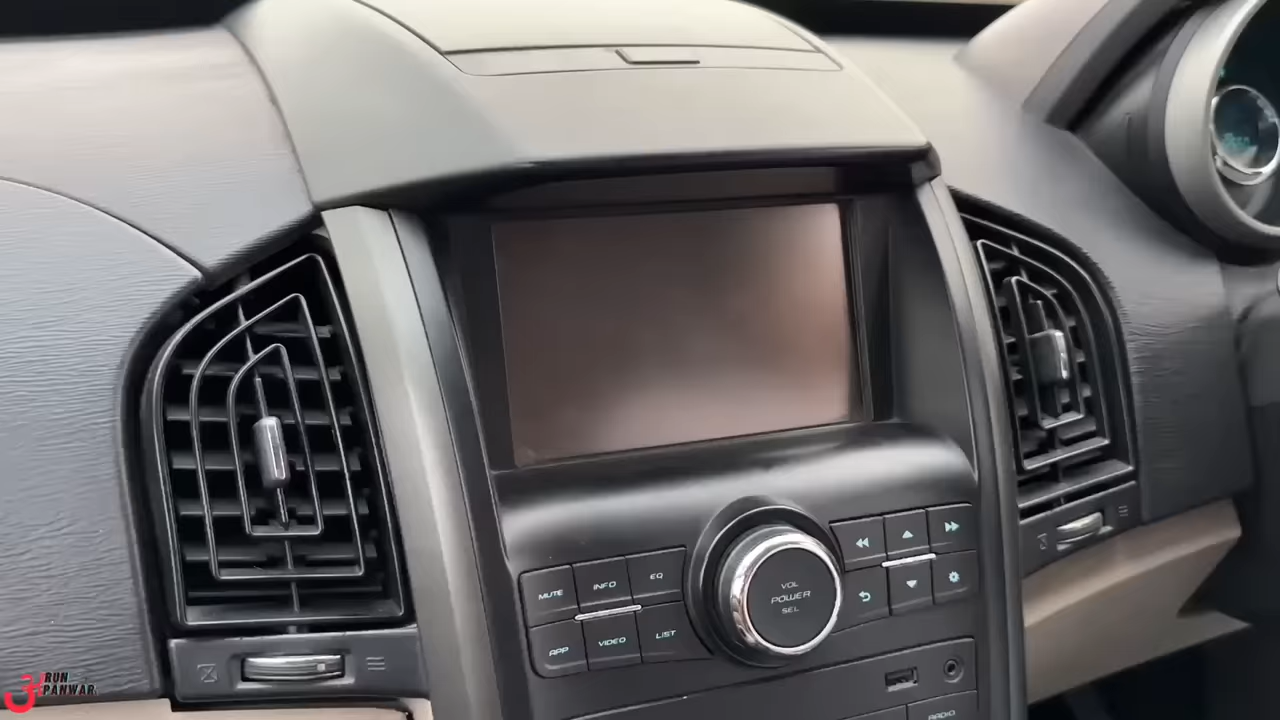 VOL
POWER
SEL
MUTE
INFO
EQ
APP
VIDEO
LIST
RADIO
RUN
PANWAR